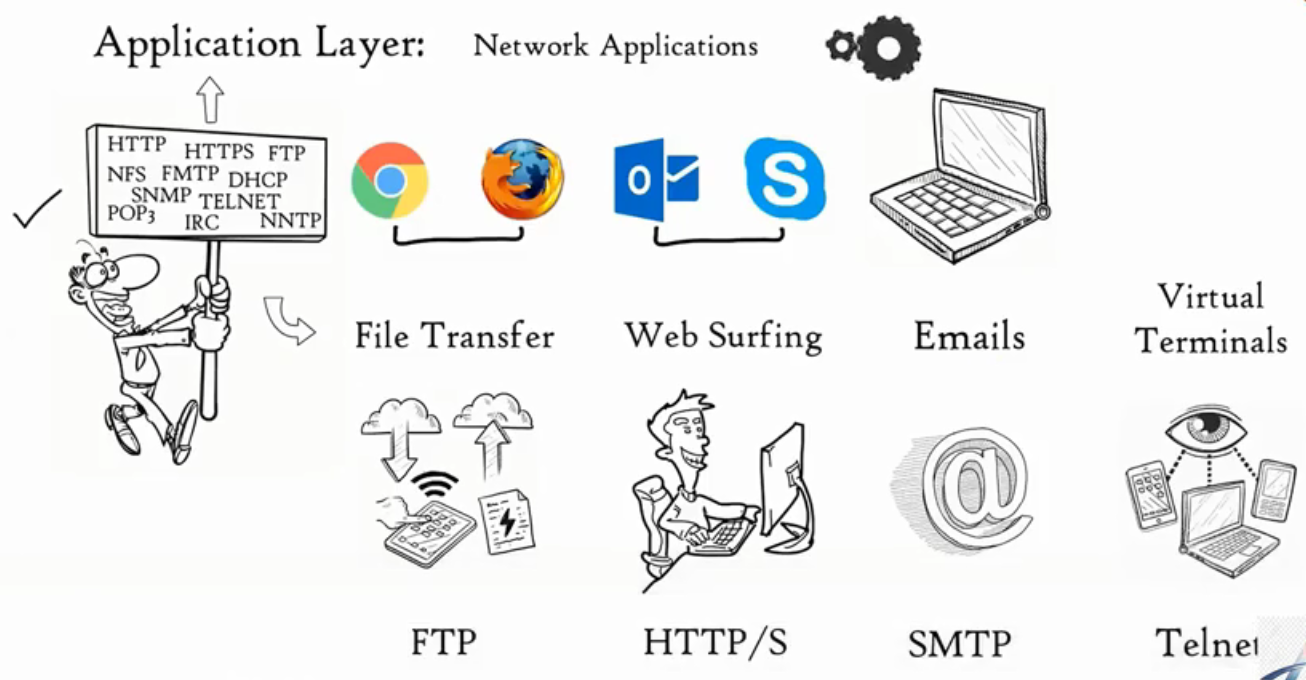 Application Layer: Network Applications
HTTP HTTPS FTP
NFS FMTP DHCP
SNMP TELNET
POP3 IRC NNTP
File Transfer
Web Surfing
Emails
Virtual
Terminals
FTP
HTTP/S
SMTP
Telnet